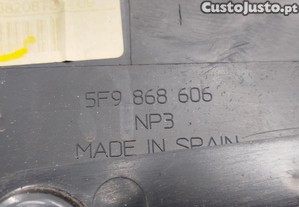 CustoJusto.pt
5F9 868 606
NP3
MADE IN SPAIN